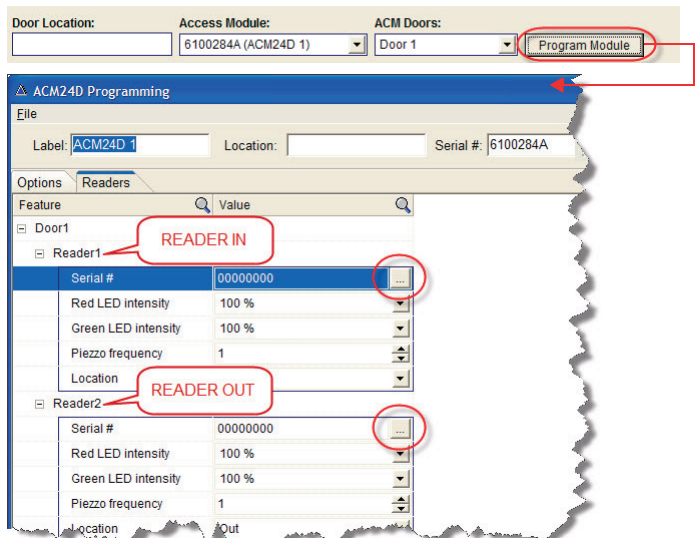 Door Location: Access Module: ACM Doors:
6100284A (ACM24D 1) Door 1 Program Module
ACM24D Programming
File
Label: ACM24D 1 Location: Serial #: 6100284A
Options Readers
Feature Value
Door1
Reader1 READER IN
Serial # 00000000 ...
Red LED intensity 100 %
Green LED intensity 100 %
Piezzo frequency 1
Location
READER OUT
Reader2
Serial # 00000000 ...
Red LED intensity 100 %
Green LED intensity 100 %
Piezzo frequency 1
Location Out